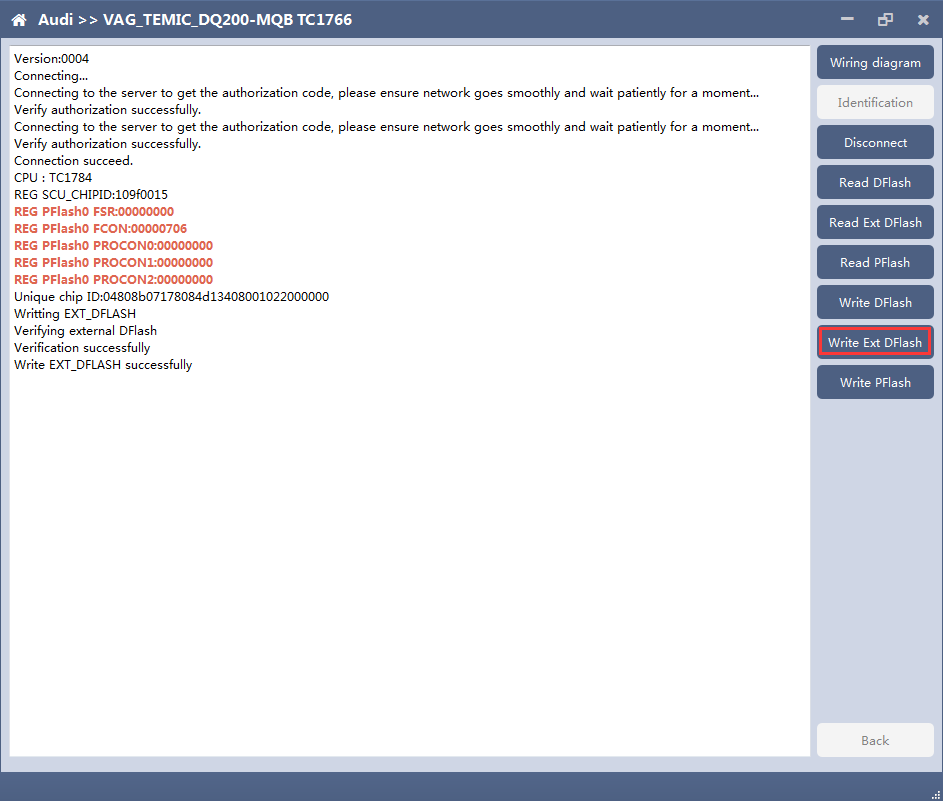 Audi >> VAG_TEMIC_DQ200-MQB TC1766
Version:0004
Connecting...
Connecting to the server to get the authorization code, please ensure network goes smoothly and wait patiently for a moment...
Verify authorization successfully.
Connecting to the server to get the authorization code, please ensure network goes smoothly and wait patiently for a moment...
Verify authorization successfully.
Connection succeed.
CPU : TC1784
REG SCU_CHIPID:109f0015
REG PFlash0 FSR:00000000
REG PFlash0 FCON:00000706
REG PFlash0 PROCON0:00000000
REG PFlash0 PROCON1:00000000
REG PFlash0 PROCON2:00000000
Unique chip ID:04808b07178084d13408001022000000
Writting EXT_DFLASH
Verifying external DFlash
Verification successfully
Write EXT_DFLASH successfully
Wiring diagram
Identification
Disconnect
Read DFlash
Read Ext DFlash
Read PFlash
Write DFlash
Write Ext DFlash
Write PFlash
Back